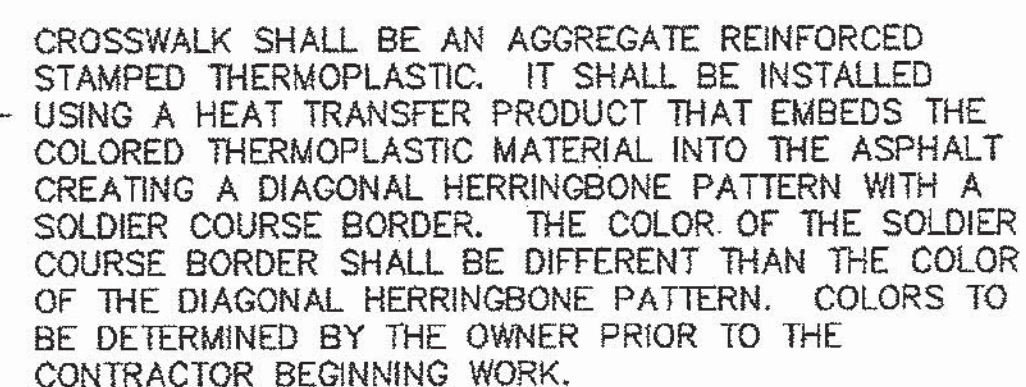 CROSSWALK SHALL BE AN AGGREGATE REINFORCED
STAMPED THERMOPLASTIC. IT SHALL BE INSTALLED
USING A HEAT TRANSFER PRODUCT THAT EMBEDS THE
COLORED THERMOPLASTIC MATERIAL INTO THE ASPHALT
CREATING A DIAGONAL HERRINGBONE PATTERN WITH A
SOLDIER COURSE BORDER. THE COLOR OF THE SOLDIER
COURSE BORDER SHALL BE DIFFERENT THAN THE COLOR
OF THE DIAGONAL HERRINGBONE PATTERN. COLORS TO
BE DETERMINED BY THE OWNER PRIOR TO THE
CONTRACTOR BEGINNING WORK.